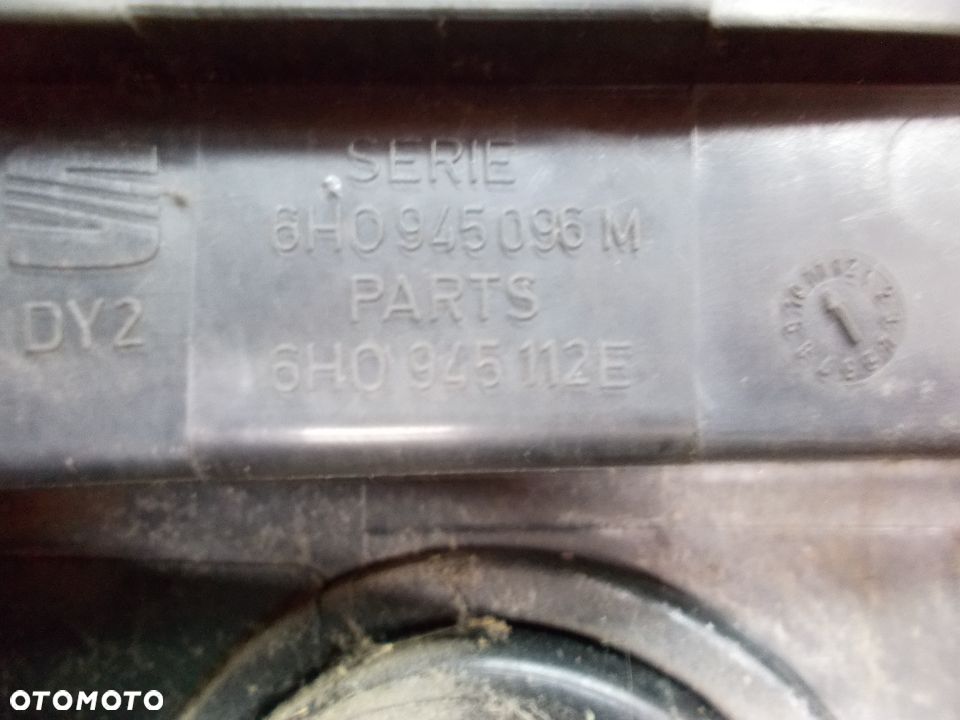 SERIE
6H0 945 096 M
PARTS
6H0 945 112E
DY2
OTOMOTO